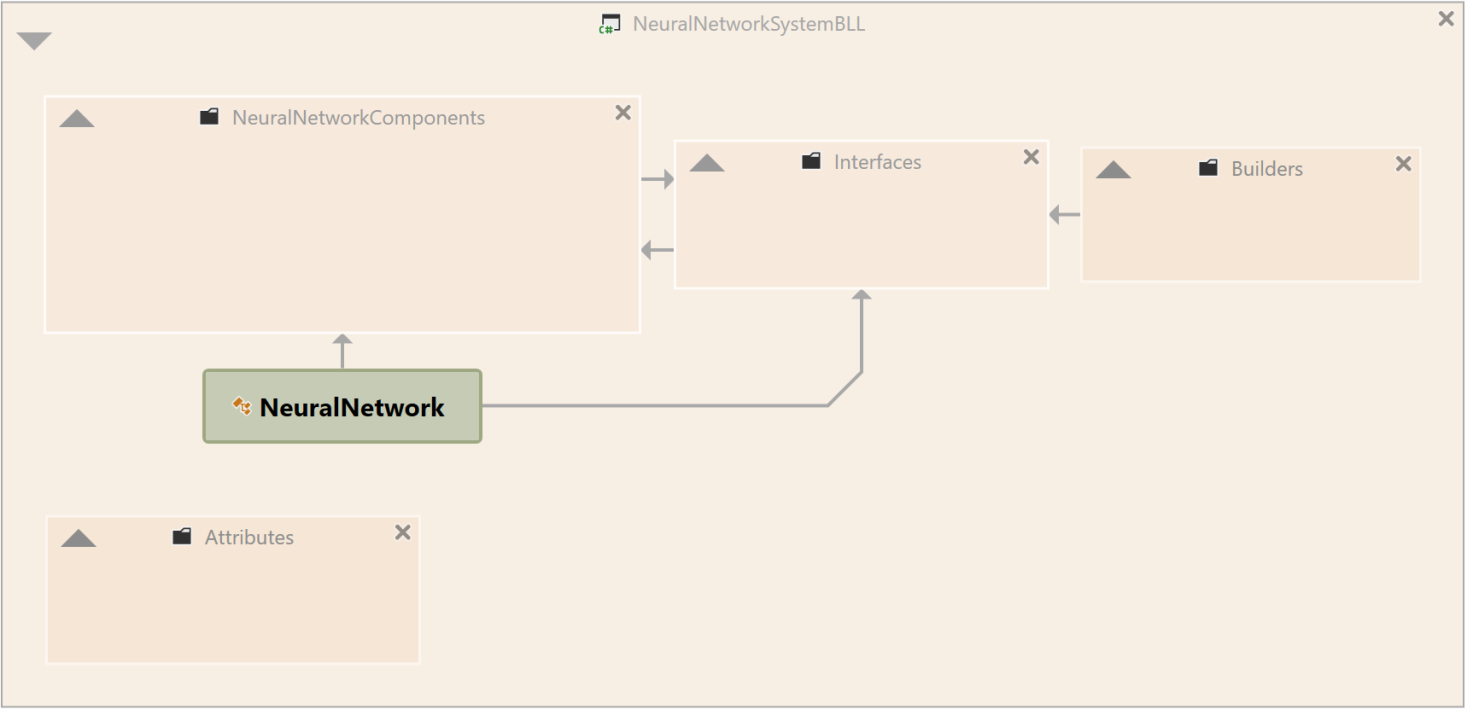 NeuralNetworkSystemBLL
NeuralNetworkComponents
Interfaces
Builders
NeuralNetwork
Attributes